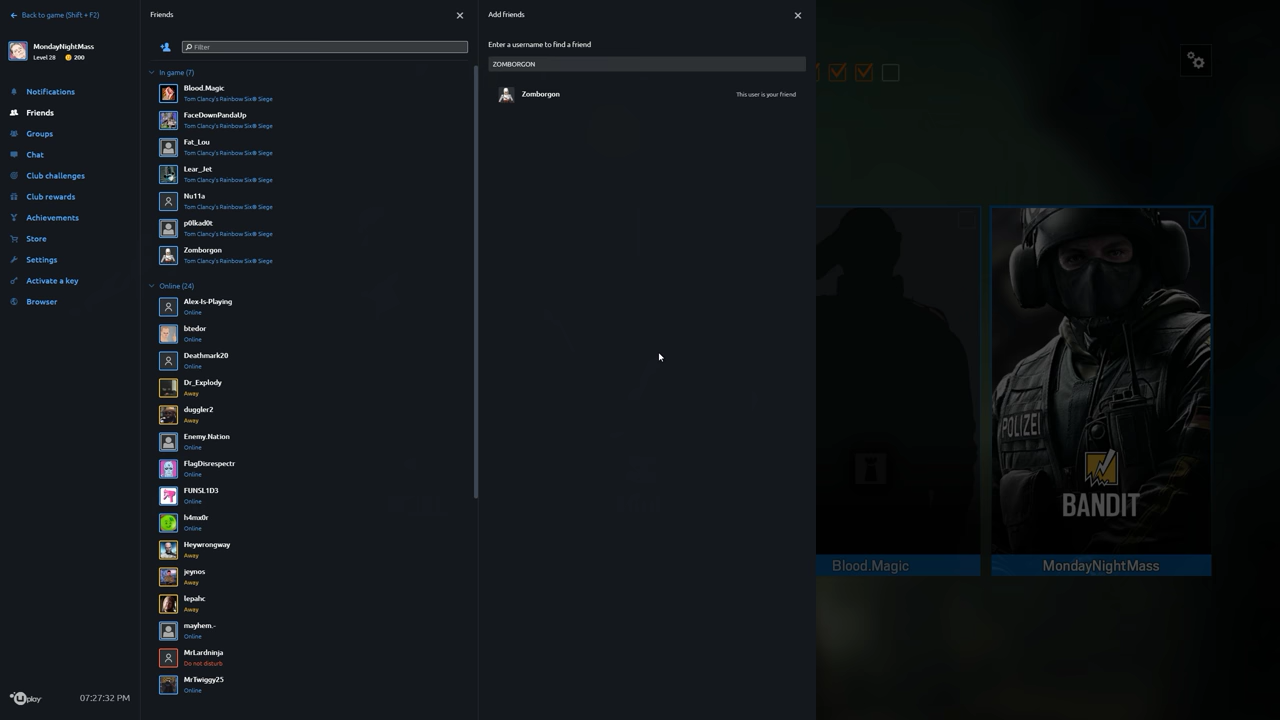 Back to game (Shift + F2)
MondayNightMass
Level 28 200
Notifications
Friends
Groups
Chat
Club challenges
Club rewards
Achievements
Store
Settings
Activate a key
Browser
Uplay
07:27:32 PM
Friends
Filter
In game (7)
Blood.Magic
Tom Clancy's Rainbow Six® Siege
FaceDownPandaUp
Tom Clancy's Rainbow Six® Siege
Fat_Lou
Tom Clancy's Rainbow Six® Siege
Lear_Jet
Tom Clancy's Rainbow Six® Siege
Nu11a
Tom Clancy's Rainbow Six® Siege
p0lkad0t
Tom Clancy's Rainbow Six® Siege
Zomborgon
Tom Clancy's Rainbow Six® Siege
Online (24)
Alex-Is-Playing
Online
btedor
Online
Deathmark20
Online
Dr_Explody
Away
duggler2
Away
Enemy.Nation
Online
FlagDisrespectr
Online
FUNSL1D3
Online
h4mx0r
Online
Heywrongway
Away
jeynos
Away
lepahc
Away
mayhem.-
Online
MrLardninja
Do not disturb
MrTwiggy25
Online
Add friends
Enter a username to find a friend
ZOMBORGON
Zomborgon
This user is your friend
Blood.Magic
POLIZEI
BANDIT
MondayNightMass